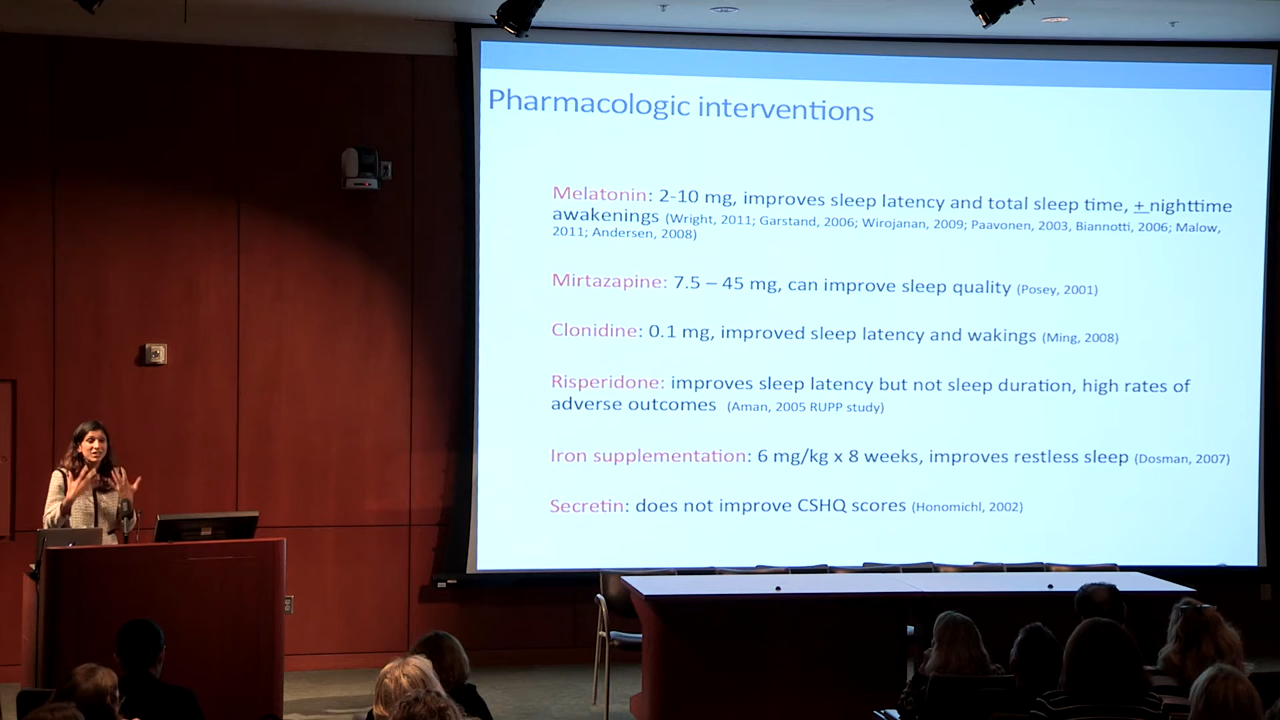 Pharmacologic interventions
Melatonin: 2-10 mg, improves sleep latency and total sleep time, + nighttime
awakenings (Wright, 2011; Garstand, 2006; Wirojanan, 2009; Paavonen, 2003, Biannotti, 2006; Malow,
2011; Andersen, 2008)
Mirtazapine: 7.5 – 45 mg, can improve sleep quality (Posey, 2001)
Clonidine: 0.1 mg, improved sleep latency and wakings (Ming, 2008)
Risperidone: improves sleep latency but not sleep duration, high rates of
adverse outcomes (Aman, 2005 RUPP study)
Iron supplementation: 6 mg/kg x 8 weeks, improves restless sleep (Dosman, 2007)
Secretin: does not improve CSHQ scores (Honomichl, 2002)